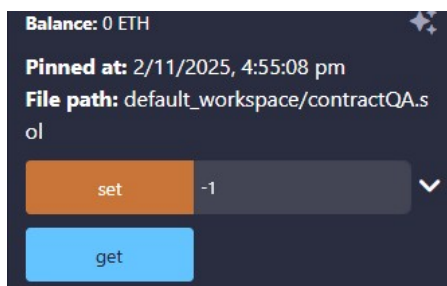 Balance: 0 ETH
Pinned at: 2/11/2025, 4:55:08 pm
File path: default_workspace/contractQA.s
ol
set -1
get